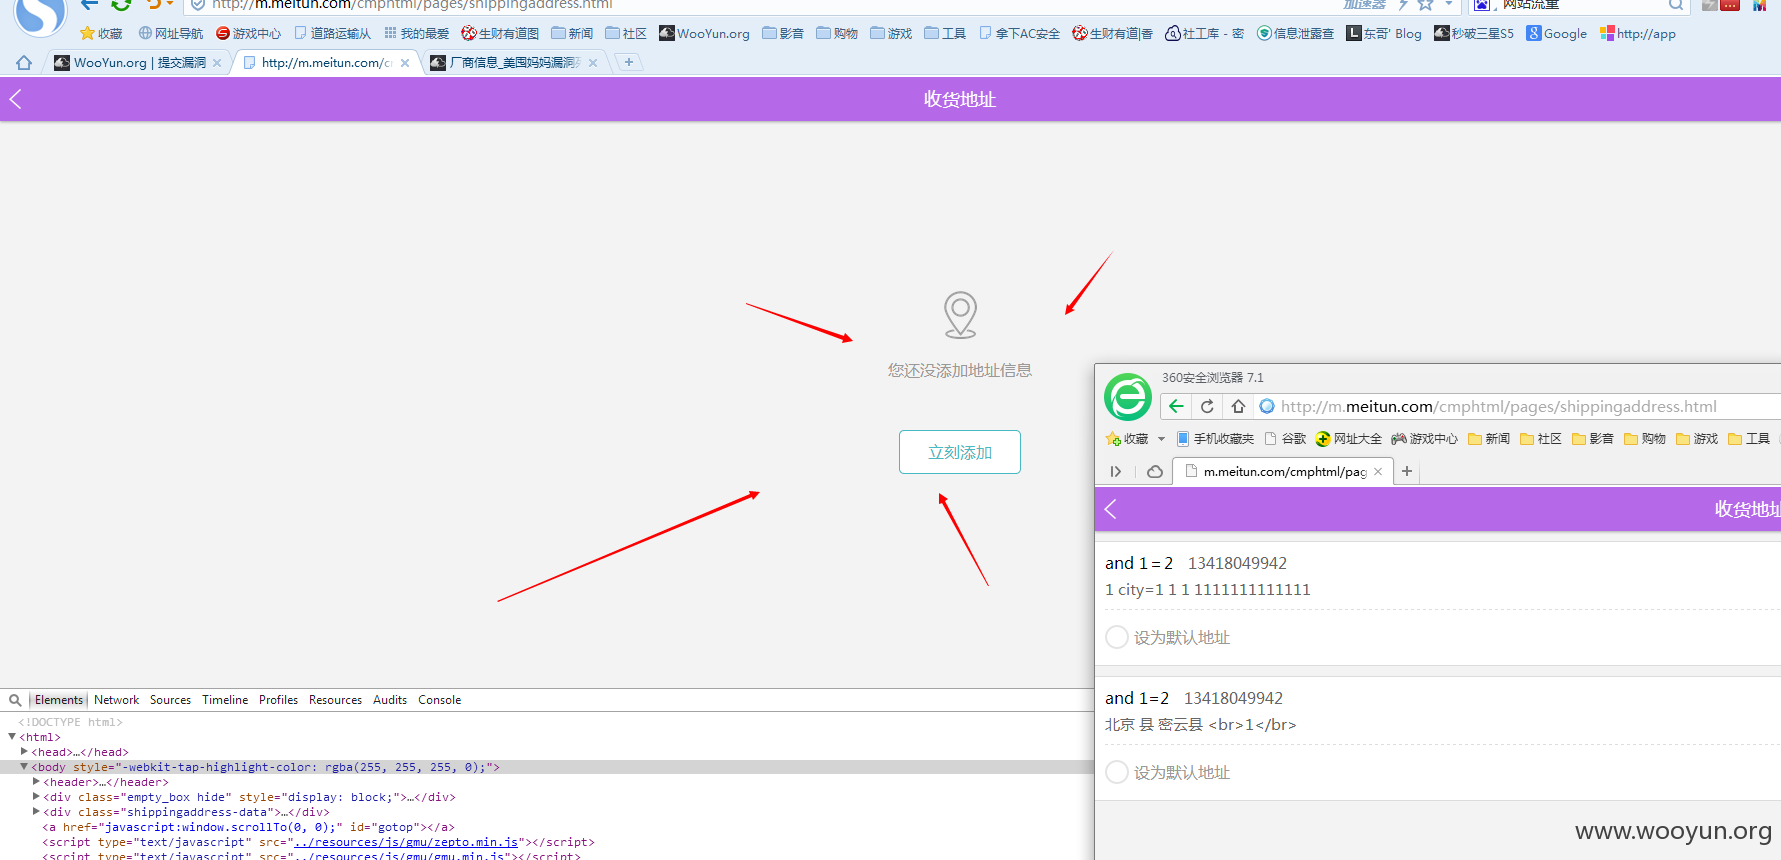 http://m.meitun.com/cmphtml/pages/shippingaddress.html
加速器
网站流量
收藏 网址导航 游戏中心 道路运输从 我的最爱 生财有道图 新闻 社区 WooYun.org 影音 购物 游戏 工具 拿下AC安全 生财有道|香 社工库 - 密 信息泄露查 东哥' Blog 秒破三星S5 Google http://app
WooYun.org | 提交漏洞 http://m.meitun.com/c 厂商信息_美囤妈妈漏洞
收货地址
您还没添加地址信息
立刻添加
360安全浏览器 7.1
http://m.meitun.com/cmphtml/pages/shippingaddress.html
收藏 手机收藏夹 谷歌 网址大全 游戏中心 新闻 社区 影音 购物 游戏 工具
m.meitun.com/cmphtml/pag
收货地址
and 1=2 13418049942
1 city=1 1 1 1111111111111
设为默认地址
and 1=2 13418049942
北京 县 密云县 <br>1</br>
设为默认地址
Elements Network Sources Timeline Profiles Resources Audits Console
<!DOCTYPE html>
<html>
<head>…</head>
<body style="-webkit-tap-highlight-color: rgba(255, 255, 255, 0);">
<header>…</header>
<div class="empty_box hide" style="display: block;">…</div>
<div class="shippingaddress-data">…</div>
<a href="javascript:window.scrollTo(0, 0);" id="gotop"></a>
<script type="text/javascript" src="../resources/js/gmu/zepto.min.js"></script>
<script type="text/javascript" src="../resources/js/gmu/gmu.min.js"></script>
www.wooyun.org